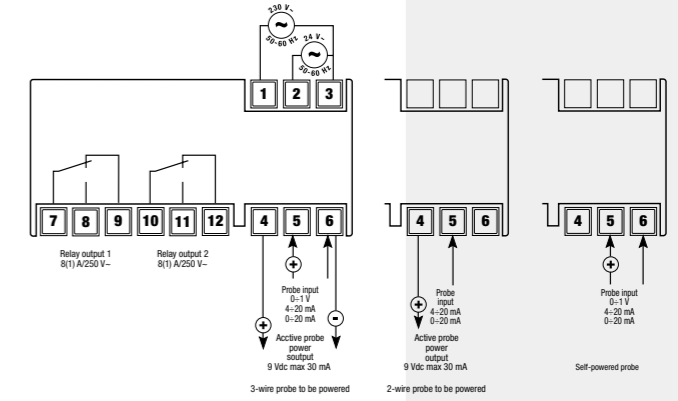 230 V~
50-60 Hz
24 V~
50-60 Hz
1 2 3
7 8 9 10 11 12 4 5 6
4 5 6
4 5 6
Relay output 1
8(1) A/250 V~
Relay output 2
8(1) A/250 V~
+
Probe input
0÷1 V
4÷20 mA
0÷20 mA
+
-
Acctive probe
power
soutput
9 Vdc max 30 mA
3-wire probe to be powered
Probe
input
4÷20 mA
0÷20 mA
+
Active probe
power
output
9 Vdc max 30 mA
2-wire probe to be powered
+
Probe input
0÷1 V
4÷20 mA
0÷20 mA
Self-powered probe